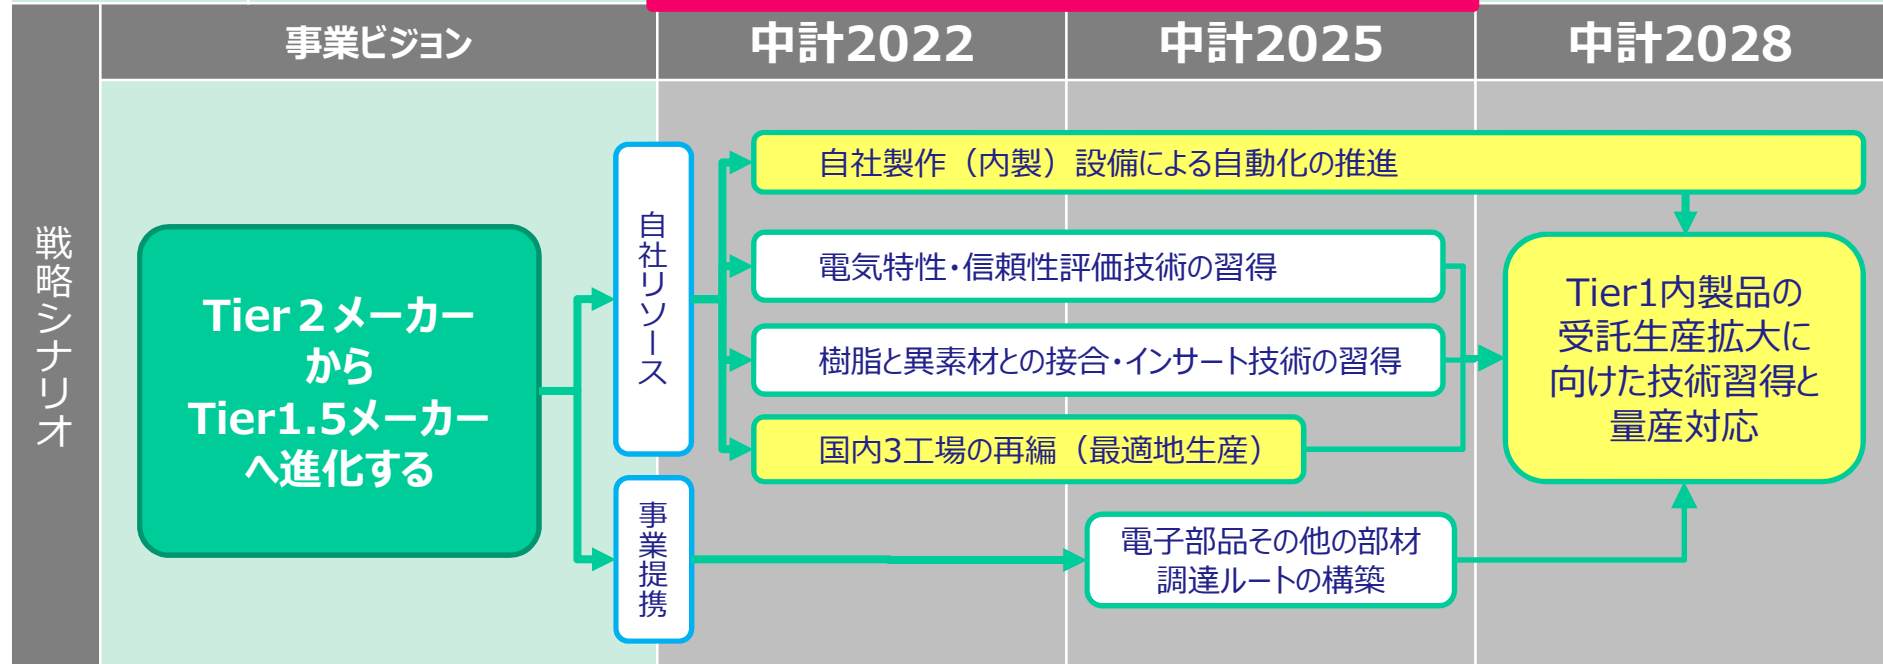 事業ビジョン
中計2022
中計2025
中計2028
戦略シナリオ
Tier２メーカー
から
Tier1.5メーカー
へ進化する
自社リソース
事業提携
自社製作（内製）設備による自動化の推進
電気特性・信頼性評価技術の習得
樹脂と異素材との接合・インサート技術の習得
国内3工場の再編（最適地生産）
電子部品その他の部材
調達ルートの構築
Tier1内製品の
受託生産拡大に
向けた技術習得と
量産対応